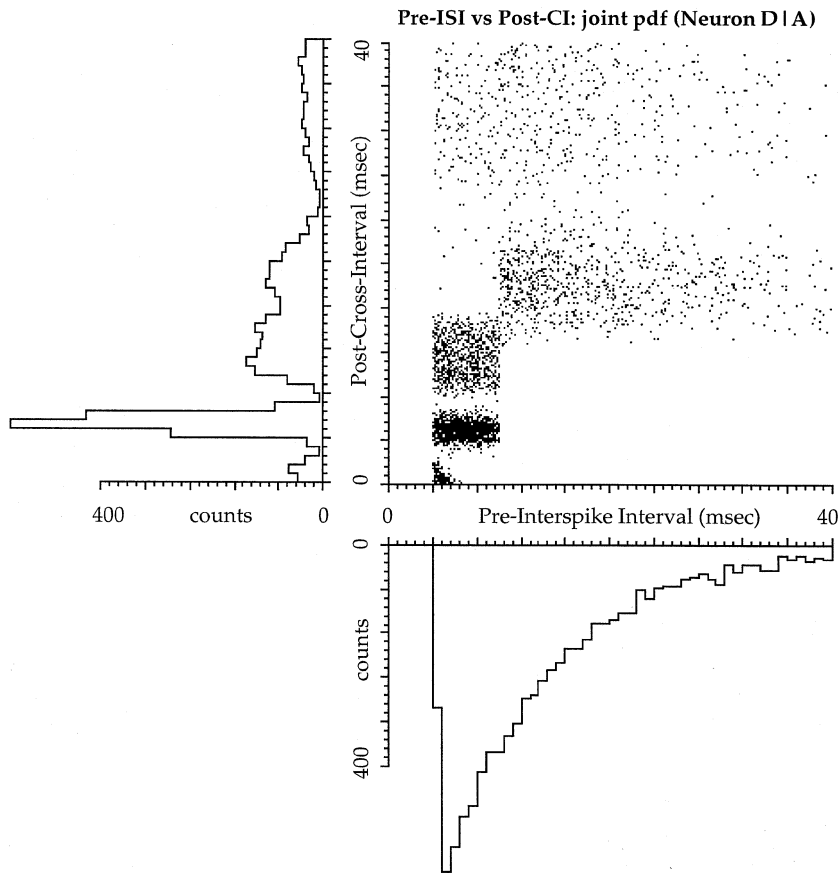 Pre-ISI vs Post-CI: joint pdf (Neuron D | A)
40
Post-Cross-Interval (msec)
0
400 counts 0
0 Pre-Interspike Interval (msec) 40
0
counts
400